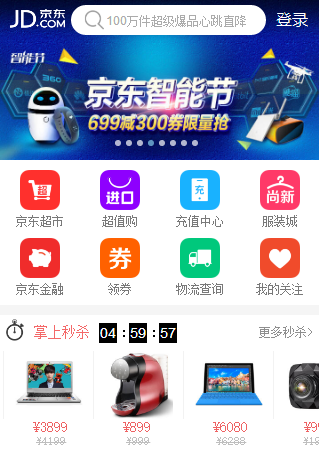 JD 京东 .COM 100万件超级爆品心跳直降 登录
智能节
360
京东智能节
699减300券限量抢
超 进口 充 尚新
京东超市 超值购 充值中心 服装城
券
京东金融 领券 物流查询 我的关注
掌上秒杀 04 : 59 : 57 更多秒杀>
¥3899 ¥899 ¥6080
¥4199 ¥999 ¥6288